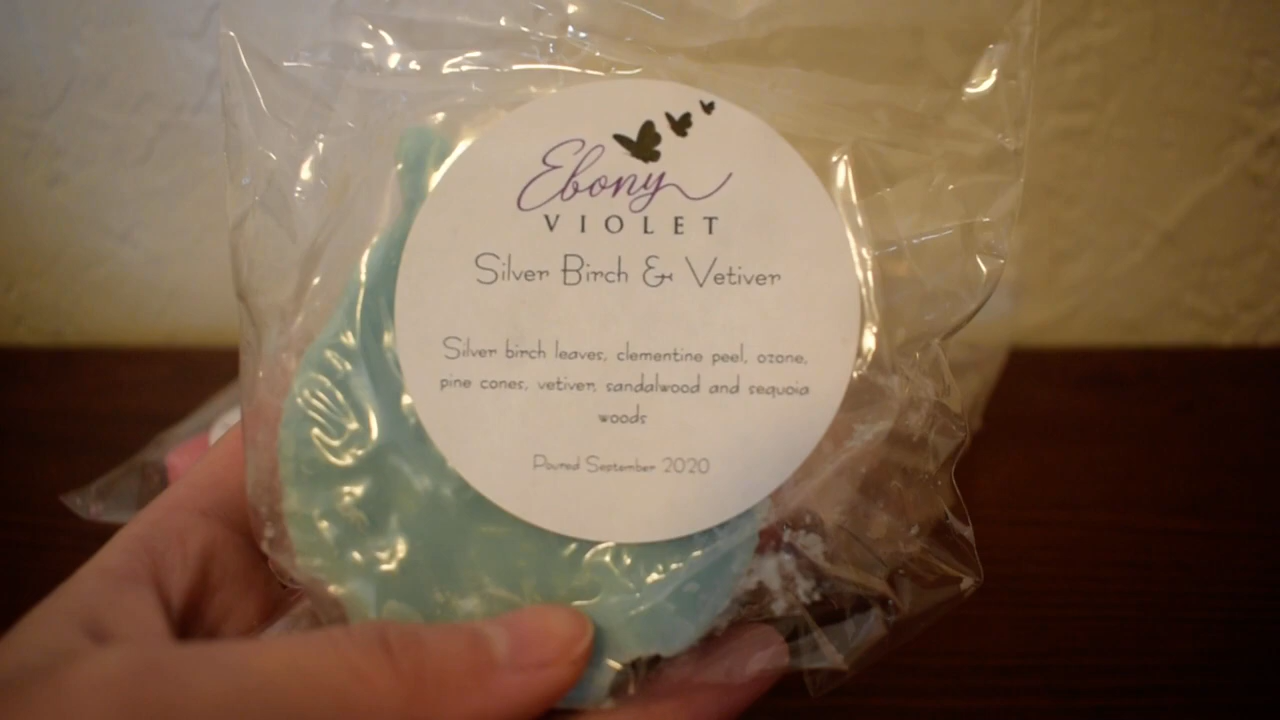 Ebony
VIOLET
Silver Birch & Vetiver
Silver birch leaves, clementine peel, ozone,
pine cones, vetiver, sandalwood and sequoia
woods
Poured September 2020